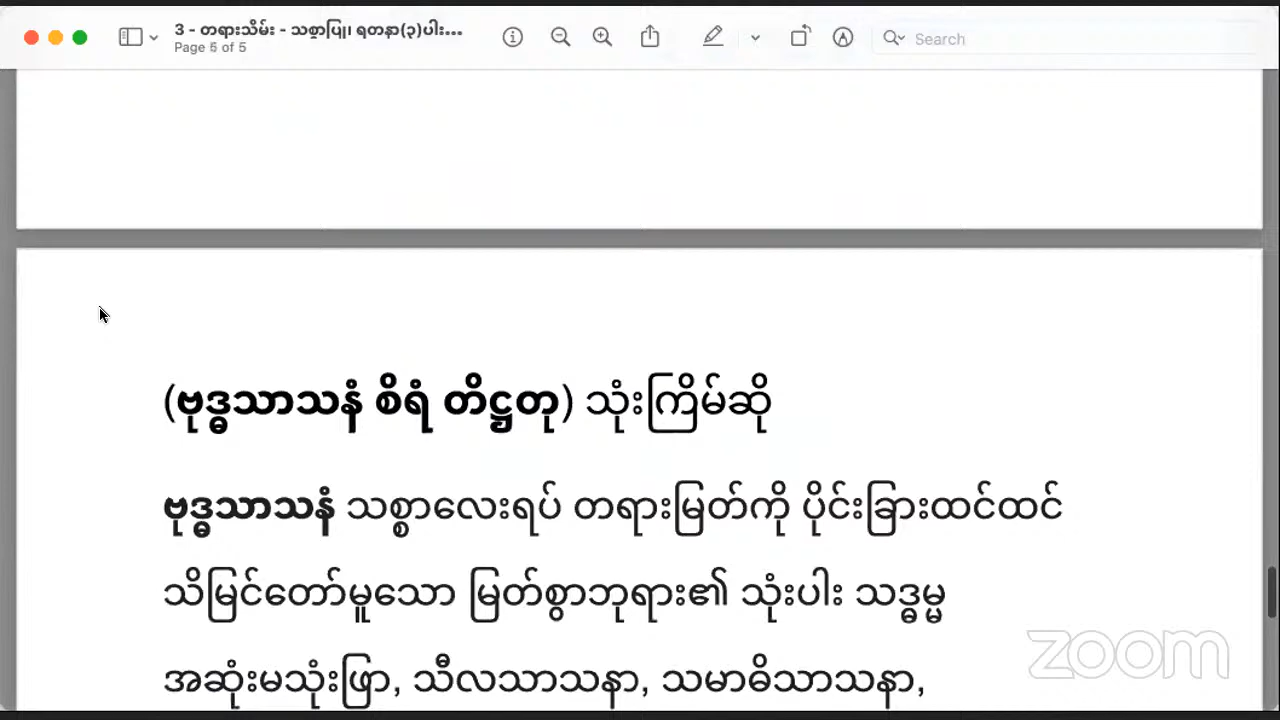 3 - တရားသိမ်း - သစ္စာပြု၊ ရတနာ(၃)ပါး...
Page 5 of 5
Search
(ဗုဒ္ဓသာသနံ စိရံ တိဋ္ဌတု) သုံးကြိမ်ဆို
ဗုဒ္ဓသာသနံ သစ္စာလေးရပ် တရားမြတ်ကို ပိုင်းခြားထင်ထင်
သိမြင်တော်မူသော မြတ်စွာဘုရား၏ သုံးပါး သဒ္ဓမ္မ
အဆုံးမသုံးဖြာ, သီလသာသနာ, သမာဓိသာသနာ,
zoom